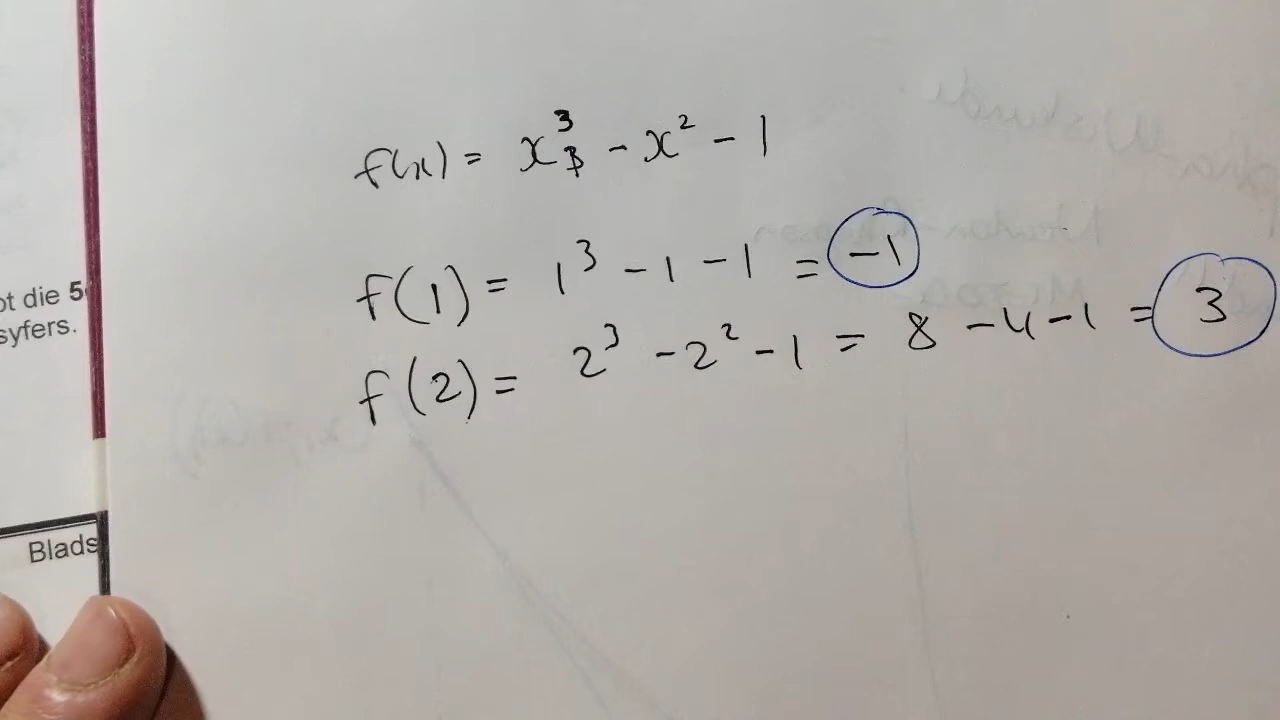 f(x) = x³ - x² - 1
f(1) = 1³ - 1 - 1 = -1
f(2) = 2³ - 2² - 1 = 8 - 4 - 1 = 3
die 5
syfers.
Blads